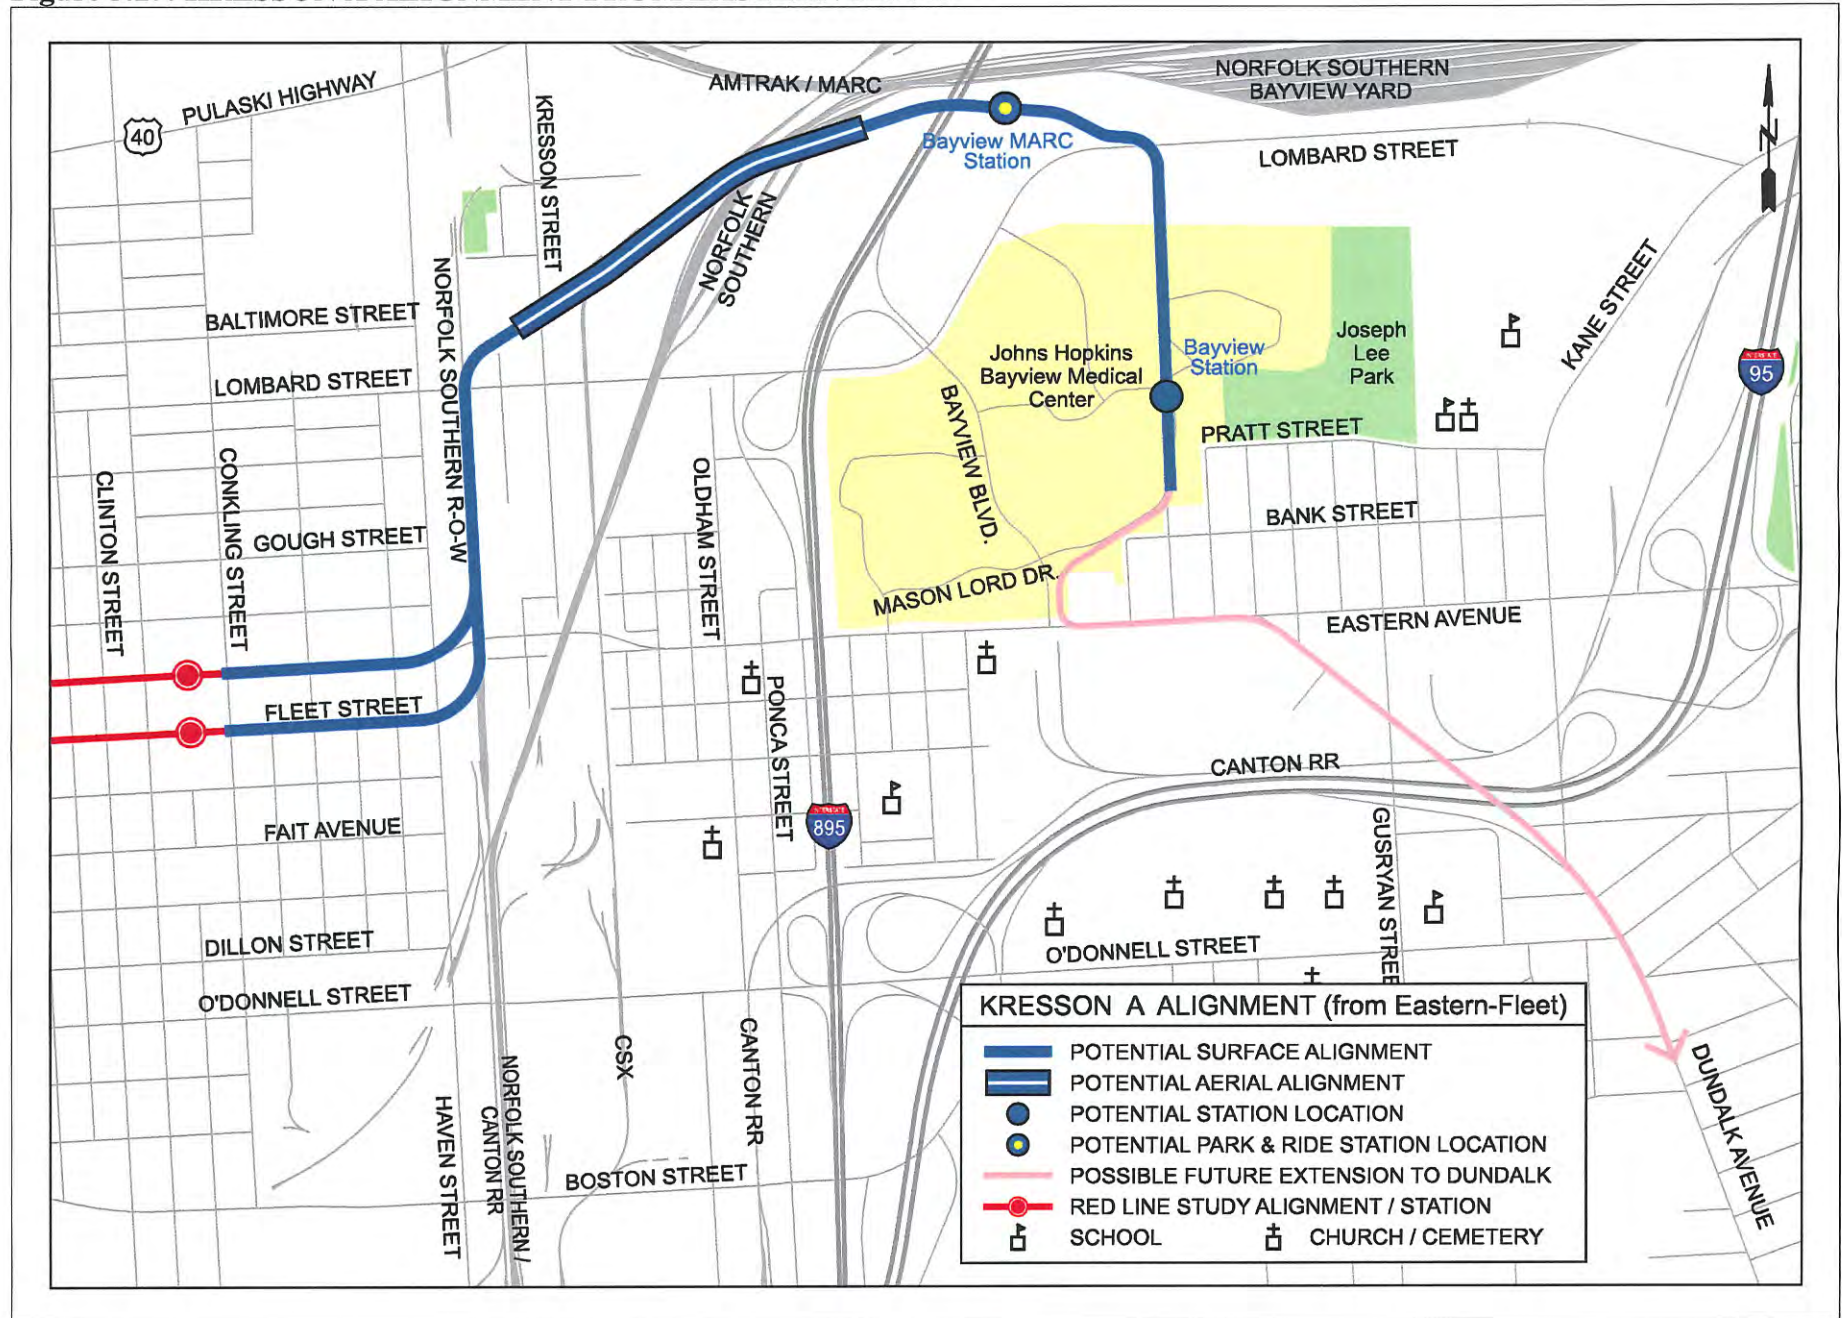 PULASKI HIGHWAY
40
AMTRAK / MARC
NORFOLK SOUTHERN
BAYVIEW YARD
KRESSON STREET
Bayview MARC
Station
LOMBARD STREET
N
NORFOLK
SOUTHERN
KANE STREET
BALTIMORE STREET
NORFOLK SOUTHERN R-O-W
LOMBARD STREET
Johns Hopkins
Bayview Medical
Center
Bayview
Station
Joseph
Lee
Park
95
BAYVIEW BLVD.
PRATT STREET
CLINTON STREET
CONKLING STREET
OLDHAM STREET
GOUGH STREET
BANK STREET
MASON LORD DR.
EASTERN AVENUE
FLEET STREET
PONCA STREET
CANTON RR
895
FAIT AVENUE
GUSRYAN STREE
DILLON STREET
O'DONNELL STREET
O'DONNELL STREET
HAVEN STREET
NORFOLK SOUTHERN /
CANTON RR
CSX
CANTON RR
BOSTON STREET
DUNDALK AVENUE
KRESSON A ALIGNMENT (from Eastern-Fleet)
POTENTIAL SURFACE ALIGNMENT
POTENTIAL AERIAL ALIGNMENT
POTENTIAL STATION LOCATION
POTENTIAL PARK & RIDE STATION LOCATION
POSSIBLE FUTURE EXTENSION TO DUNDALK
RED LINE STUDY ALIGNMENT / STATION
SCHOOL
CHURCH / CEMETERY